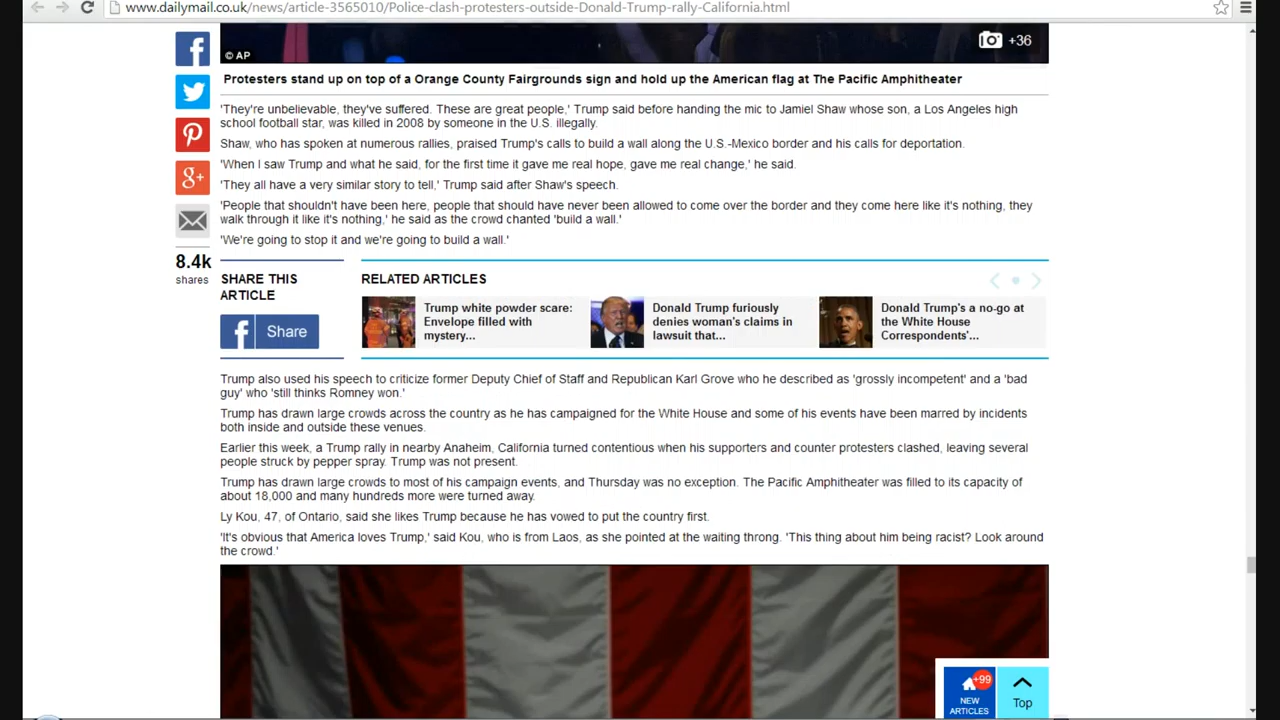 www.dailymail.co.uk/news/article-3565010/Police-clash-protesters-outside-Donald-Trump-rally-California.html
© AP
+36
Protesters stand up on top of a Orange County Fairgrounds sign and hold up the American flag at The Pacific Amphitheater
'They're unbelievable, they've suffered. These are great people,' Trump said before handing the mic to Jamiel Shaw whose son, a Los Angeles high
school football star, was killed in 2008 by someone in the U.S. illegally.
Shaw, who has spoken at numerous rallies, praised Trump's calls to build a wall along the U.S.-Mexico border and his calls for deportation.
'When I saw Trump and what he said, for the first time it gave me real hope, gave me real change,' he said.
'They all have a very similar story to tell,' Trump said after Shaw's speech.
'People that shouldn't have been here, people that should have never been allowed to come over the border and they come here like it's nothing, they
walk through it like it's nothing,' he said as the crowd chanted 'build a wall.'
'We're going to stop it and we're going to build a wall.'
8.4k
shares
SHARE THIS
ARTICLE
Share
RELATED ARTICLES
Trump white powder scare:
Envelope filled with
mystery...
Donald Trump furiously
denies woman's claims in
lawsuit that...
Donald Trump's a no-go at
the White House
Correspondents'...
Trump also used his speech to criticize former Deputy Chief of Staff and Republican Karl Grove who he described as 'grossly incompetent' and a 'bad
guy' who 'still thinks Romney won.'
Trump has drawn large crowds across the country as he has campaigned for the White House and some of his events have been marred by incidents
both inside and outside these venues.
Earlier this week, a Trump rally in nearby Anaheim, California turned contentious when his supporters and counter protesters clashed, leaving several
people struck by pepper spray. Trump was not present.
Trump has drawn large crowds to most of his campaign events, and Thursday was no exception. The Pacific Amphitheater was filled to its capacity of
about 18,000 and many hundreds more were turned away.
Ly Kou, 47, of Ontario, said she likes Trump because he has vowed to put the country first.
'It's obvious that America loves Trump,' said Kou, who is from Laos, as she pointed at the waiting throng. 'This thing about him being racist? Look around
the crowd.'
+99
NEW
ARTICLES
Top